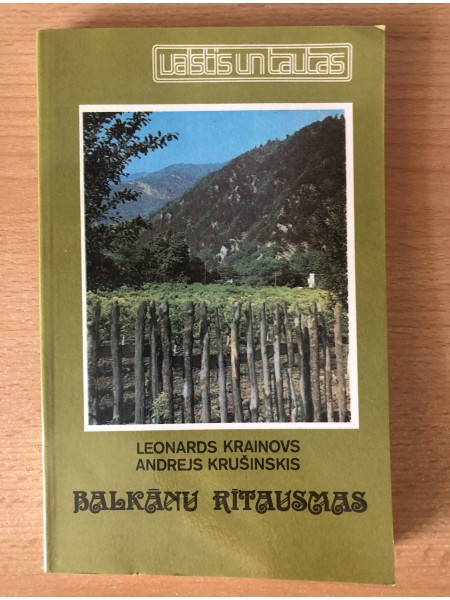 valstis un tautas
LEONARDS KRAINOVS
ANDREJS KRUŠINSKIS
BALKĀNU RĪTAUSMAS